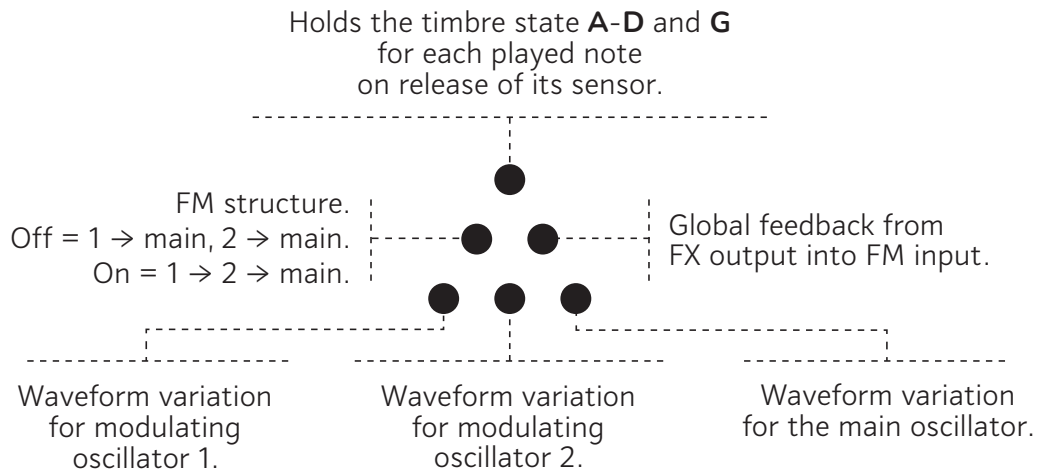 Holds the timbre state A-D and G
for each played note
on release of its sensor.
FM structure.
Off = 1 → main, 2 → main.
On = 1 → 2 → main.
Global feedback from
FX output into FM input.
Waveform variation
for modulating
oscillator 1.
Waveform variation
for modulating
oscillator 2.
Waveform variation
for the main oscillator.